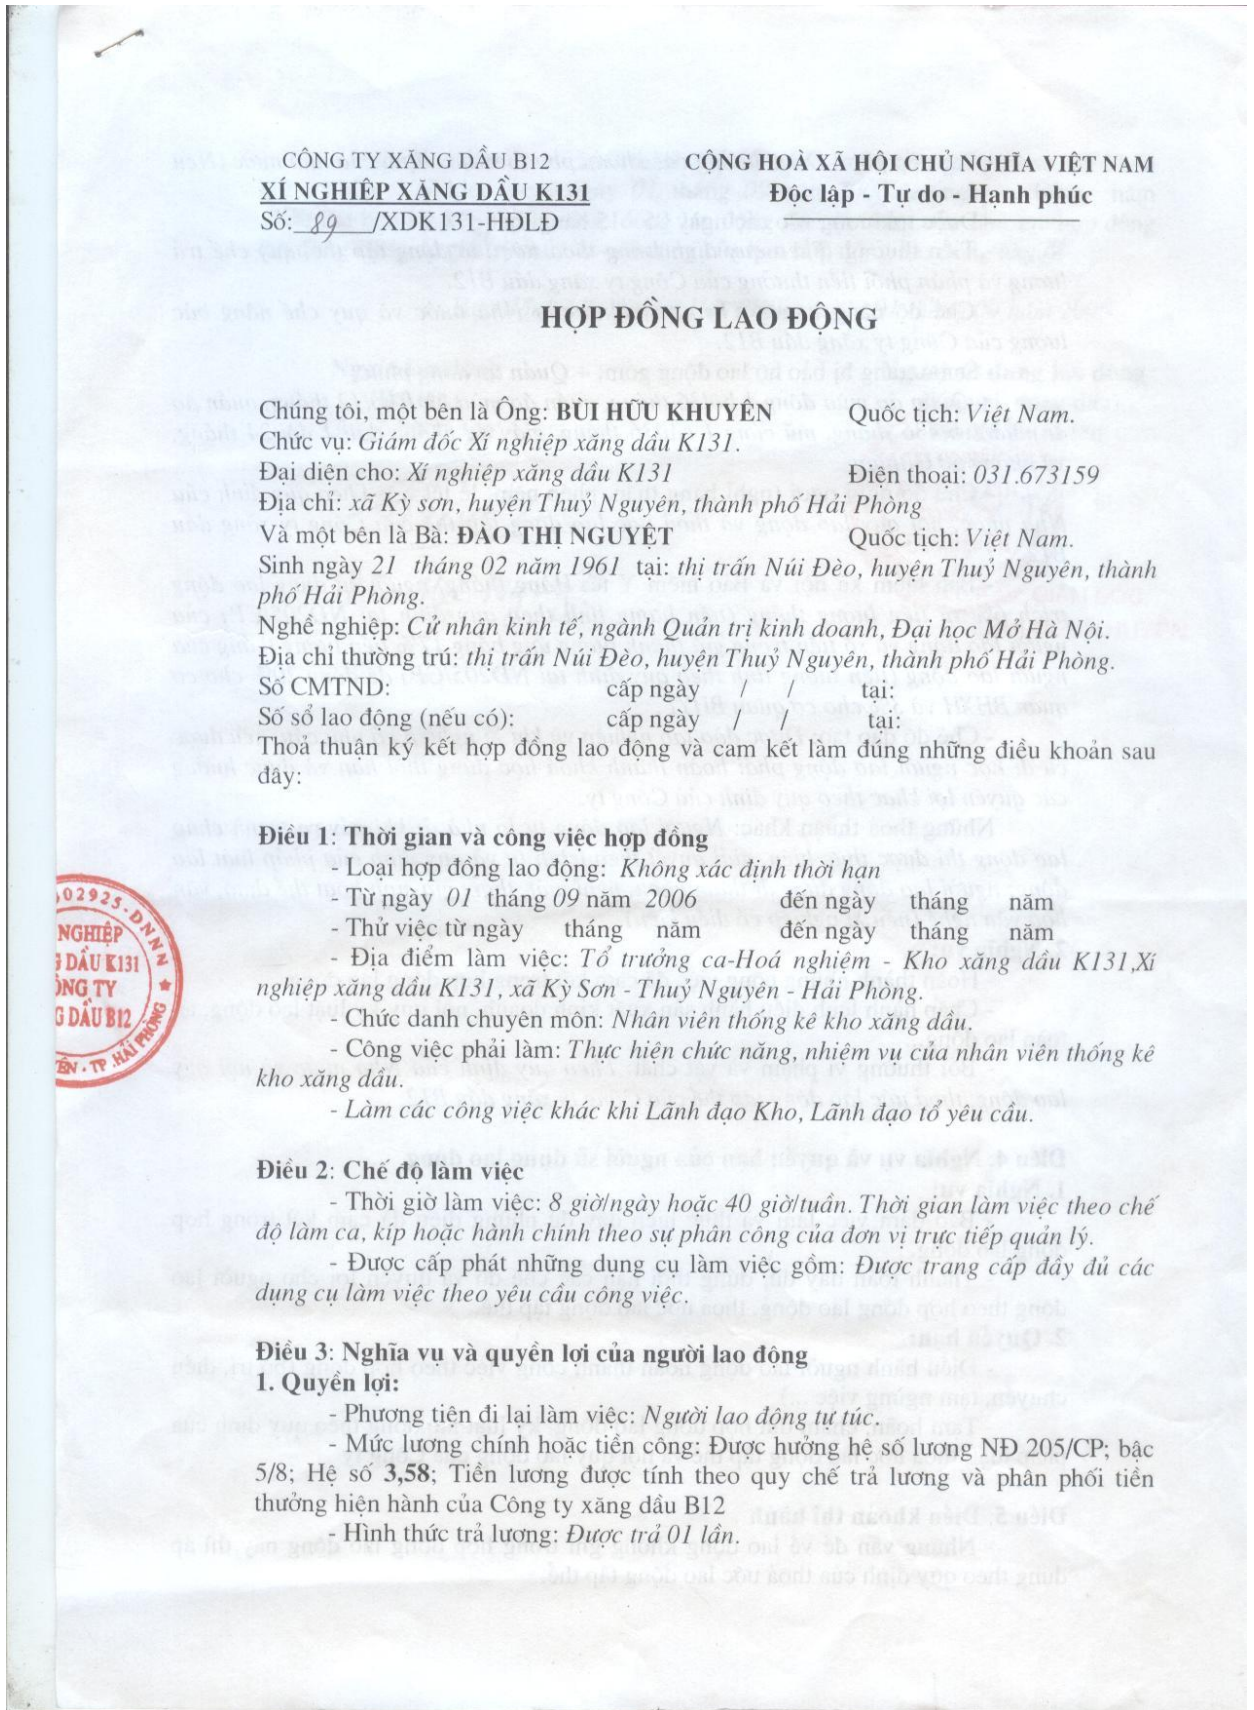 CÔNG TY XĂNG DẦU B12
XÍ NGHIỆP XĂNG DẦU K131
Số: 89 /XDK131-HĐLĐ
CỘNG HOÀ XÃ HỘI CHỦ NGHĨA VIỆT NAM
Độc lập - Tự do - Hạnh phúc
HỢP ĐỒNG LAO ĐỘNG
Chúng tôi, một bên là Ông: BÙI HỮU KHUYÊN Quốc tịch: Việt Nam.
Chức vụ: Giám đốc Xí nghiệp xăng dầu K131.
Đại diện cho: Xí nghiệp xăng dầu K131 Điện thoại: 031.673159
Địa chỉ: xã Kỳ sơn, huyện Thuỷ Nguyên, thành phố Hải Phòng
Và một bên là Bà: ĐÀO THỊ NGUYỆT Quốc tịch: Việt Nam.
Sinh ngày 21 tháng 02 năm 1961 tại: thị trấn Núi Đèo, huyện Thuỷ Nguyên, thành
phố Hải Phòng.
Nghề nghiệp: Cử nhân kinh tế, ngành Quản trị kinh doanh, Đại học Mở Hà Nội.
Địa chỉ thường trú: thị trấn Núi Đèo, huyện Thuỷ Nguyên, thành phố Hải Phòng.
Số CMTND: cấp ngày / / tại:
Số sổ lao động (nếu có): cấp ngày / / tại:
Thoả thuận ký kết hợp đồng lao động và cam kết làm đúng những điều khoản sau
đây:
Điều 1: Thời gian và công việc hợp đồng
- Loại hợp đồng lao động: Không xác định thời hạn
- Từ ngày 01 tháng 09 năm 2006 đến ngày tháng năm
- Thử việc từ ngày tháng năm đến ngày tháng năm
- Địa điểm làm việc: Tổ trưởng ca-Hoá nghiệm - Kho xăng dầu K131,Xí
nghiệp xăng dầu K131, xã Kỳ Sơn - Thuỷ Nguyên - Hải Phòng.
- Chức danh chuyên môn: Nhân viên thống kê kho xăng dầu.
- Công việc phải làm: Thực hiện chức năng, nhiệm vụ của nhân viên thống kê
kho xăng dầu.
- Làm các công việc khác khi Lãnh đạo Kho, Lãnh đạo tổ yêu cầu.
Điều 2: Chế độ làm việc
- Thời giờ làm việc: 8 giờ/ngày hoặc 40 giờ/tuần. Thời gian làm việc theo chế
độ làm ca, kíp hoặc hành chính theo sự phân công của đơn vị trực tiếp quản lý.
- Được cấp phát những dụng cụ làm việc gồm: Được trang cấp đầy đủ các
dụng cụ làm việc theo yêu cầu công việc.
Điều 3: Nghĩa vụ và quyền lợi của người lao động
1. Quyền lợi:
- Phương tiện đi lại làm việc: Người lao động tự túc.
- Mức lương chính hoặc tiền công: Được hưởng hệ số lương NĐ 205/CP; bậc
5/8; Hệ số 3,58; Tiền lương được tính theo quy chế trả lương và phân phối tiền
thưởng hiện hành của Công ty xăng dầu B12
- Hình thức trả lương: Được trả 01 lần.
02925.DNNN
NGHIỆP
DẦU K131
CÔNG TY
DẦU B12
TP.HẢI PHÒNG